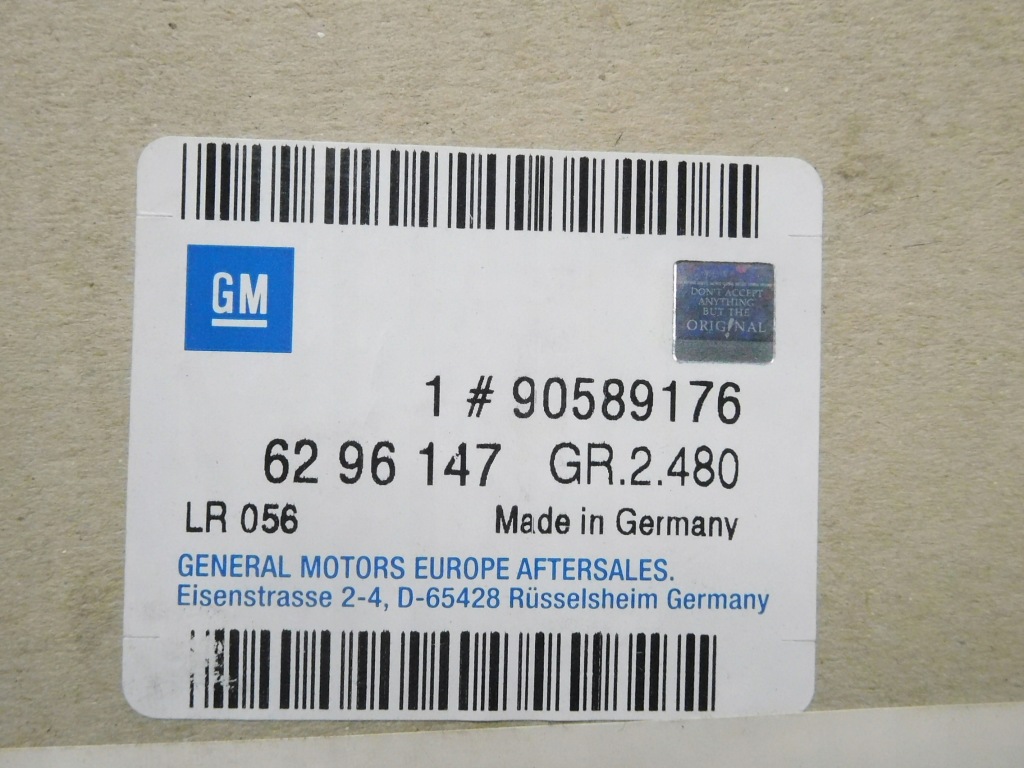 GM
DON'T ACCEPT
ANYTHING
BUT THE
ORIGINAL
1 # 90589176
62 96 147 GR.2.480
LR 056 Made in Germany
GENERAL MOTORS EUROPE AFTERSALES.
Eisenstrasse 2-4, D-65428 Rüsselsheim Germany